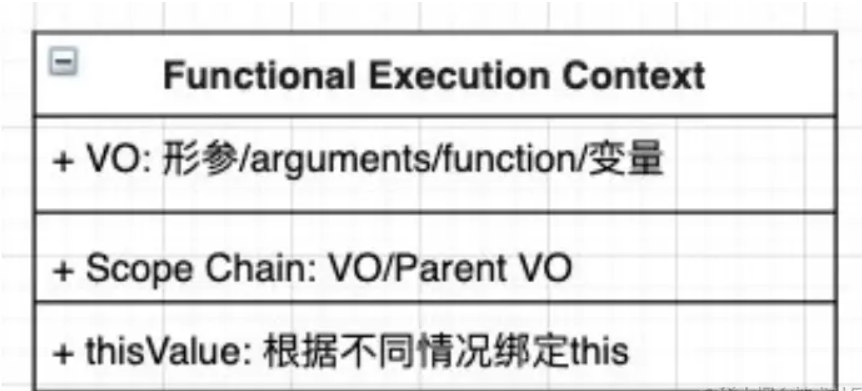 Functional Execution Context
+ VO: 形参/arguments/function/变量
+ Scope Chain: VO/Parent VO
+ thisValue: 根据不同情况绑定this